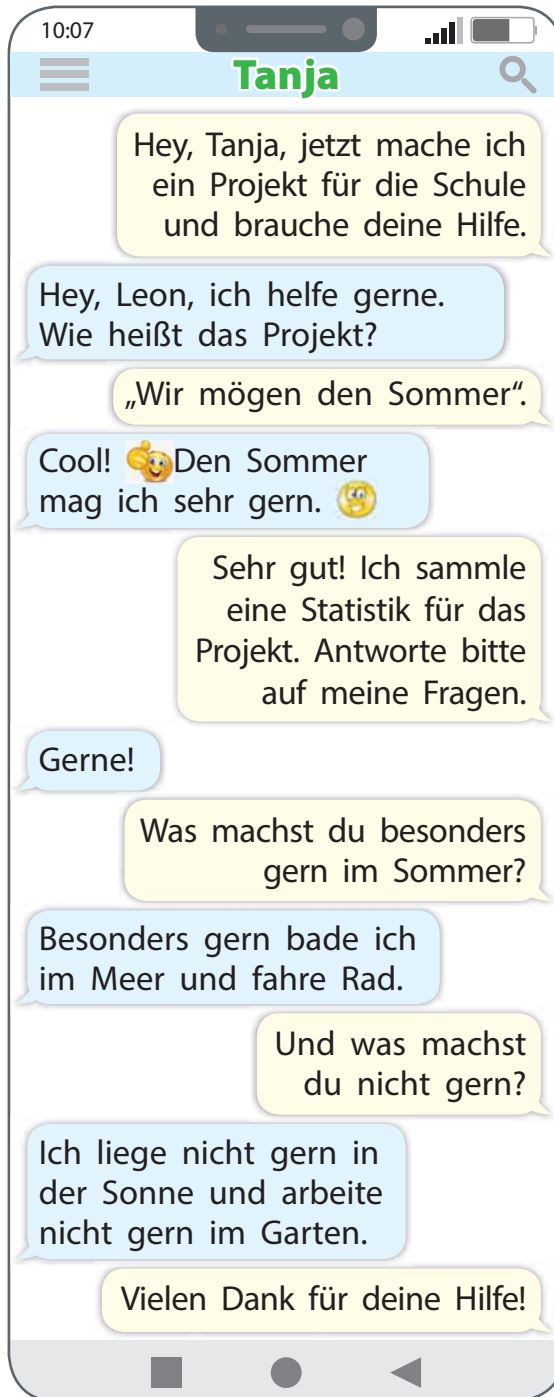 10:07
Tanja
Hey, Tanja, jetzt mache ich
ein Projekt für die Schule
und brauche deine Hilfe.
Hey, Leon, ich helfe gerne.
Wie heißt das Projekt?
„Wir mögen den Sommer“.
Cool! Den Sommer
mag ich sehr gern.
Sehr gut! Ich sammle
eine Statistik für das
Projekt. Antworte bitte
auf meine Fragen.
Gerne!
Was machst du besonders
gern im Sommer?
Besonders gern bade ich
im Meer und fahre Rad.
Und was machst
du nicht gern?
Ich liege nicht gern in
der Sonne und arbeite
nicht gern im Garten.
Vielen Dank für deine Hilfe!